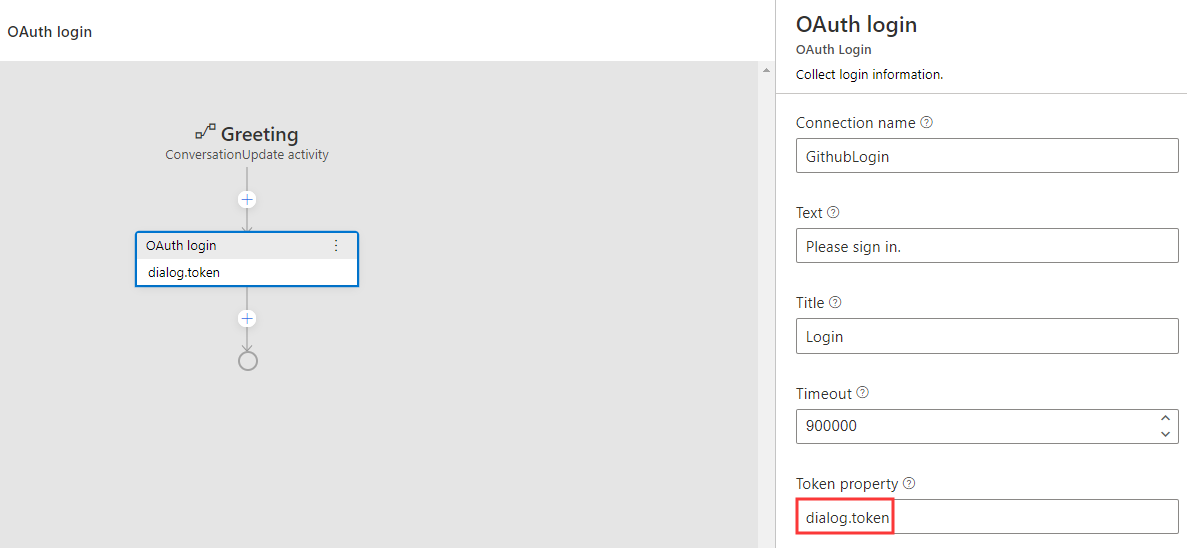 OAuth login
Greeting
ConversationUpdate activity
OAuth login
dialog.token
OAuth login
OAuth Login
Collect login information.
Connection name
GithubLogin
Text
Please sign in.
Title
Login
Timeout
900000
Token property
dialog.token